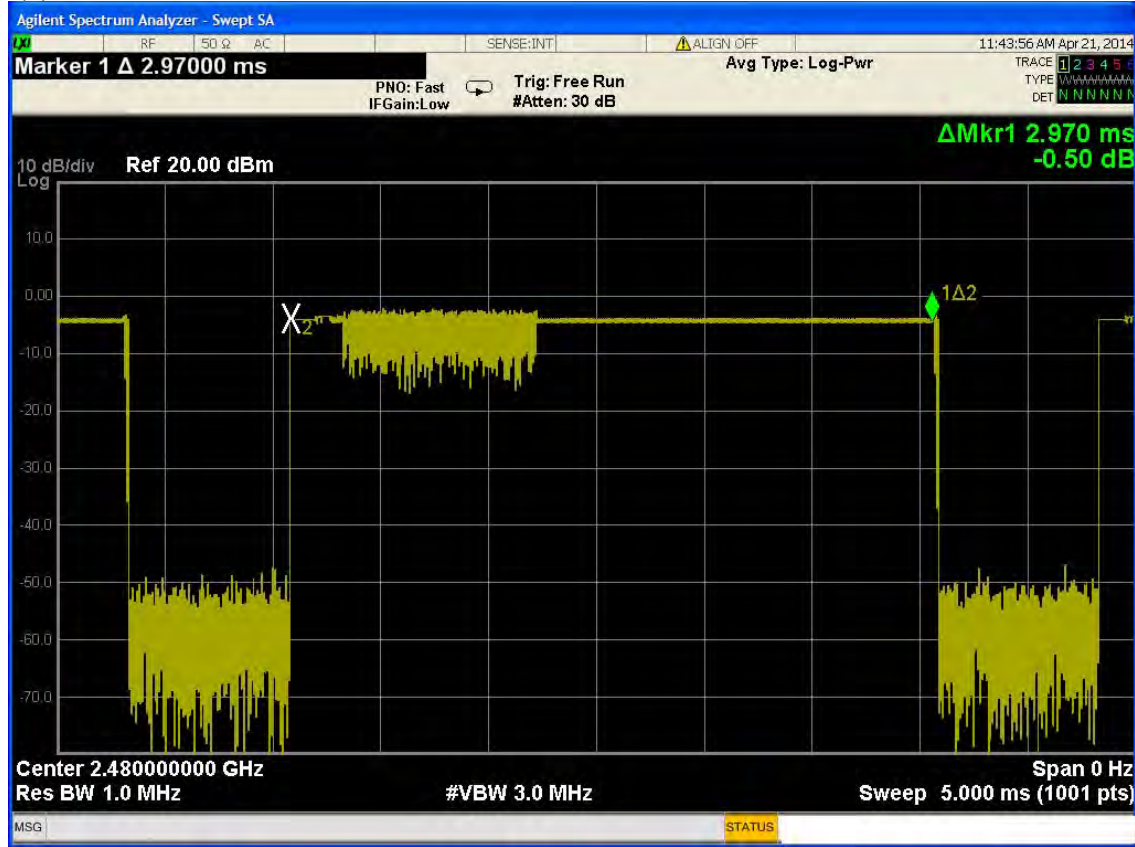 Agilent Spectrum Analyzer - Swept SA
LXI RF 50 Ω AC SENSE:INT ALIGN OFF 11:43:56 AM Apr 21, 2014
Marker 1 Δ 2.97000 ms
PNO: Fast
IFGain:Low
Trig: Free Run
#Atten: 30 dB
Avg Type: Log-Pwr
TRACE 1 2 3 4 5 6
TYPE
DET N N N N N N
ΔMkr1 2.970 ms
-0.50 dB
10 dB/div Ref 20.00 dBm
Log
10.0
0.00
1Δ2
X2
-10.0
-20.0
-30.0
-40.0
-50.0
-60.0
-70.0
Center 2.480000000 GHz Span 0 Hz
Res BW 1.0 MHz #VBW 3.0 MHz Sweep 5.000 ms (1001 pts)
MSG STATUS